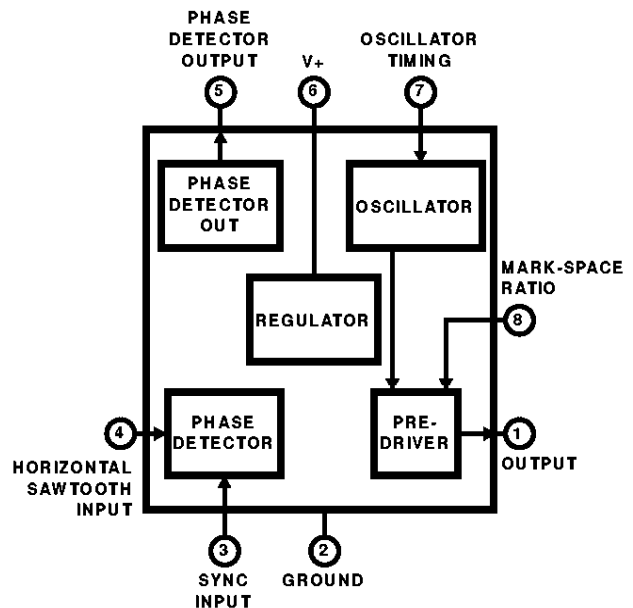 PHASE
DETECTOR
OUTPUT
V+
OSCILLATOR
TIMING
5
6
7
PHASE
DETECTOR
OUT
OSCILLATOR
REGULATOR
MARK-SPACE
RATIO
8
4
HORIZONTAL
SAWTOOTH
INPUT
PHASE
DETECTOR
PRE-
DRIVER
1
OUTPUT
3
SYNC
INPUT
2
GROUND